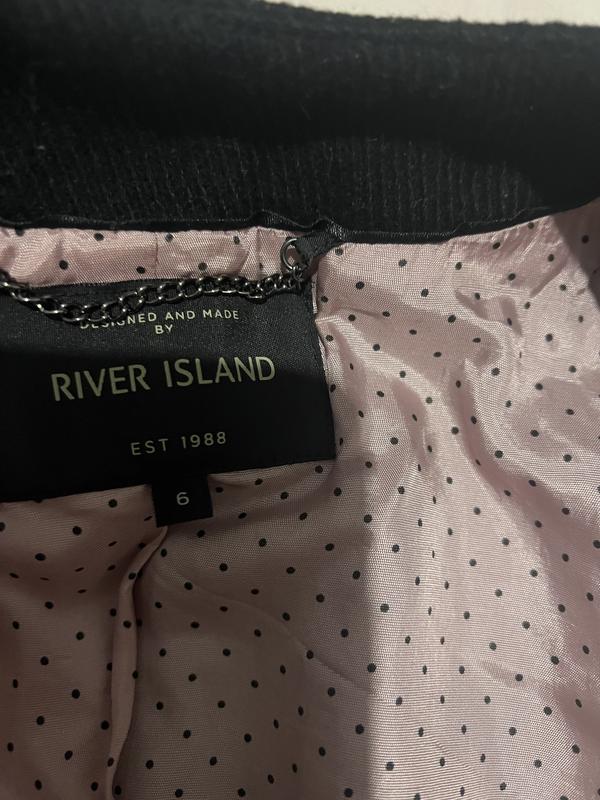 DESIGNED AND MADE
BY
RIVER ISLAND
EST 1988
6